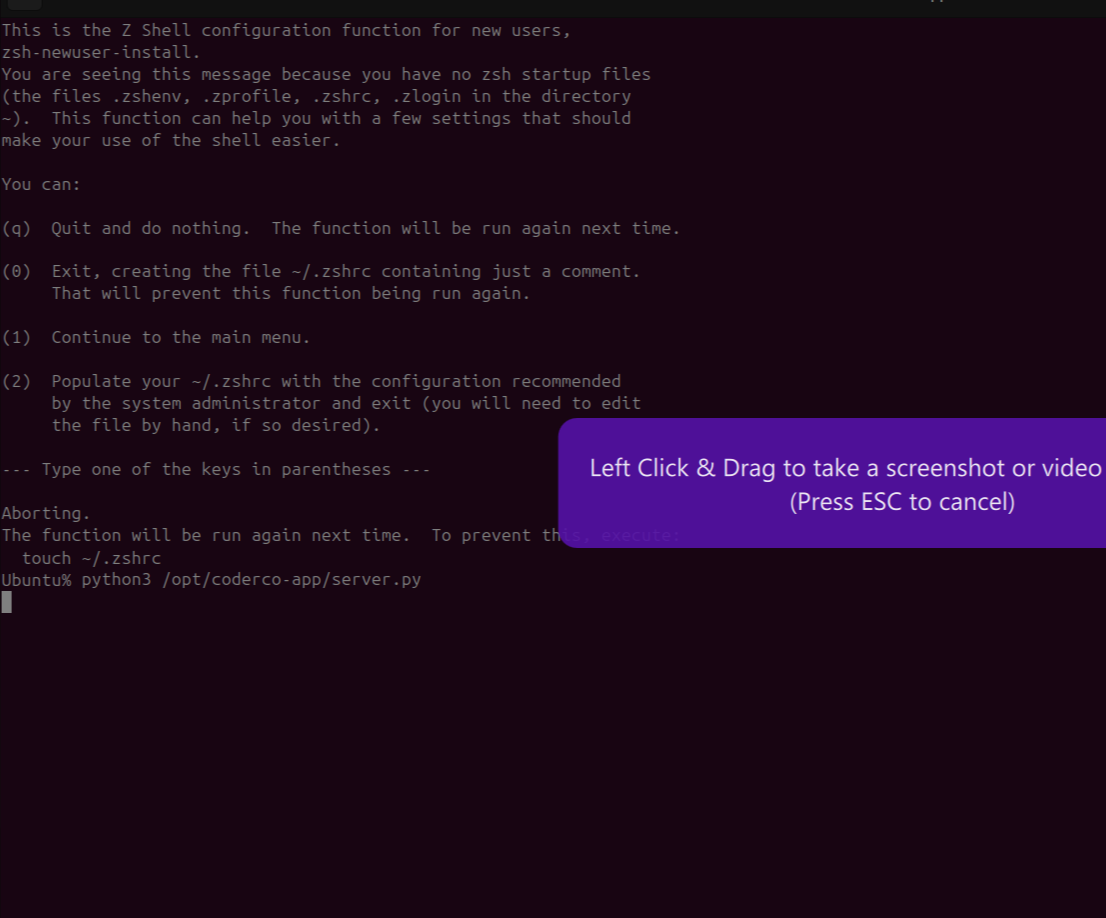 This is the Z Shell configuration function for new users,
zsh-newuser-install.
You are seeing this message because you have no zsh startup files
(the files .zshenv, .zprofile, .zshrc, .zlogin in the directory
~).  This function can help you with a few settings that should
make your use of the shell easier.

You can:

(q)  Quit and do nothing.  The function will be run again next time.

(0)  Exit, creating the file ~/.zshrc containing just a comment.
     That will prevent this function being run again.

(1)  Continue to the main menu.

(2)  Populate your ~/.zshrc with the configuration recommended
     by the system administrator and exit (you will need to edit
     the file by hand, if so desired).

--- Type one of the keys in parentheses ---

Left Click & Drag to take a screenshot or video
(Press ESC to cancel)

Aborting.
The function will be run again next time.  To prevent this, execute:
  touch ~/.zshrc
Ubuntu% python3 /opt/coderco-app/server.py